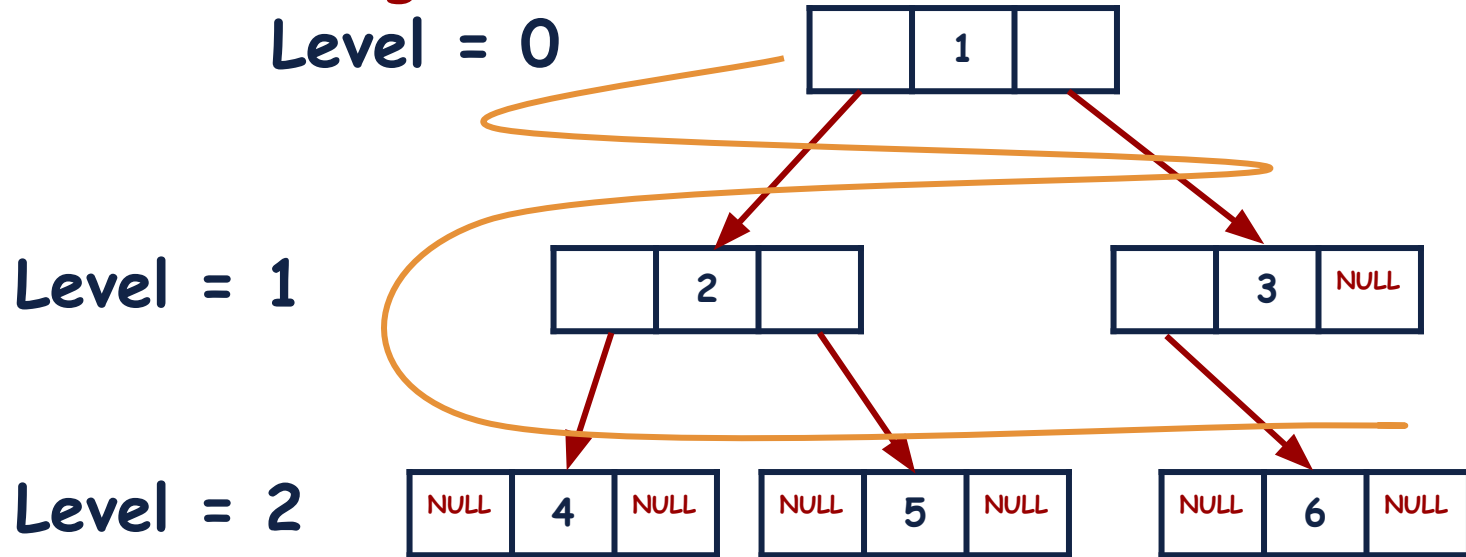 Level = 0
1
Level = 1
2
3 NULL
Level = 2
NULL 4 NULL
NULL 5 NULL
NULL 6 NULL